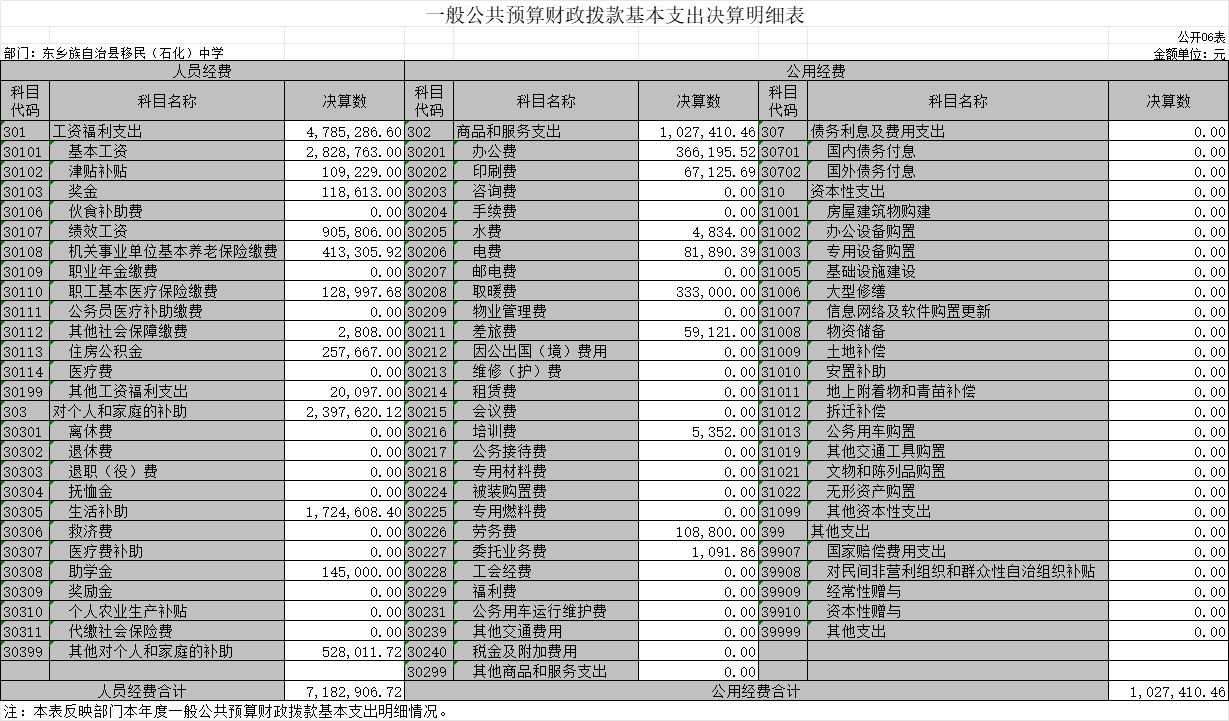 一般公共预算财政拨款基本支出决算明细表
公开06表
部门：东乡族自治县移民（石化）中学 金额单位：元
人员经费 公用经费
科目代码 科目名称 决算数 科目代码 科目名称 决算数 科目代码 科目名称 决算数
301 工资福利支出 4,785,286.60 302 商品和服务支出 1,027,410.46 307 债务利息及费用支出 0.00
30101 基本工资 2,828,763.00 30201 办公费 366,195.52 30701 国内债务付息 0.00
30102 津贴补贴 109,229.00 30202 印刷费 67,125.69 30702 国外债务付息 0.00
30103 奖金 118,613.00 30203 咨询费 0.00 310 资本性支出 0.00
30106 伙食补助费 0.00 30204 手续费 0.00 31001 房屋建筑物购建 0.00
30107 绩效工资 905,806.00 30205 水费 4,834.00 31002 办公设备购置 0.00
30108 机关事业单位基本养老保险缴费 413,305.92 30206 电费 81,890.39 31003 专用设备购置 0.00
30109 职业年金缴费 0.00 30207 邮电费 0.00 31005 基础设施建设 0.00
30110 职工基本医疗保险缴费 128,997.68 30208 取暖费 333,000.00 31006 大型修缮 0.00
30111 公务员医疗补助缴费 0.00 30209 物业管理费 0.00 31007 信息网络及软件购置更新 0.00
30112 其他社会保障缴费 2,808.00 30211 差旅费 59,121.00 31008 物资储备 0.00
30113 住房公积金 257,667.00 30212 因公出国（境）费用 0.00 31009 土地补偿 0.00
30114 医疗费 0.00 30213 维修（护）费 0.00 31010 安置补助 0.00
30199 其他工资福利支出 20,097.00 30214 租赁费 0.00 31011 地上附着物和青苗补偿 0.00
303 对个人和家庭的补助 2,397,620.12 30215 会议费 0.00 31012 拆迁补偿 0.00
30301 离休费 0.00 30216 培训费 5,352.00 31013 公务用车购置 0.00
30302 退休费 0.00 30217 公务接待费 0.00 31019 其他交通工具购置 0.00
30303 退职（役）费 0.00 30218 专用材料费 0.00 31021 文物和陈列品购置 0.00
30304 抚恤金 0.00 30224 被装购置费 0.00 31022 无形资产购置 0.00
30305 生活补助 1,724,608.40 30225 专用燃料费 0.00 31099 其他资本性支出 0.00
30306 救济费 0.00 30226 劳务费 108,800.00 399 其他支出 0.00
30307 医疗费补助 0.00 30227 委托业务费 1,091.86 39907 国家赔偿费用支出 0.00
30308 助学金 145,000.00 30228 工会经费 0.00 39908 对民间非营利组织和群众性自治组织补贴 0.00
30309 奖励金 0.00 30229 福利费 0.00 39909 经常性赠与 0.00
30310 个人农业生产补贴 0.00 30231 公务用车运行维护费 0.00 39910 资本性赠与 0.00
30311 代缴社会保险费 0.00 30239 其他交通费用 0.00 39999 其他支出 0.00
30399 其他对个人和家庭的补助 528,011.72 30240 税金及附加费用 0.00
30299 其他商品和服务支出 0.00
人员经费合计 7,182,906.72 公用经费合计 1,027,410.46
注：本表反映部门本年度一般公共预算财政拨款基本支出明细情况。